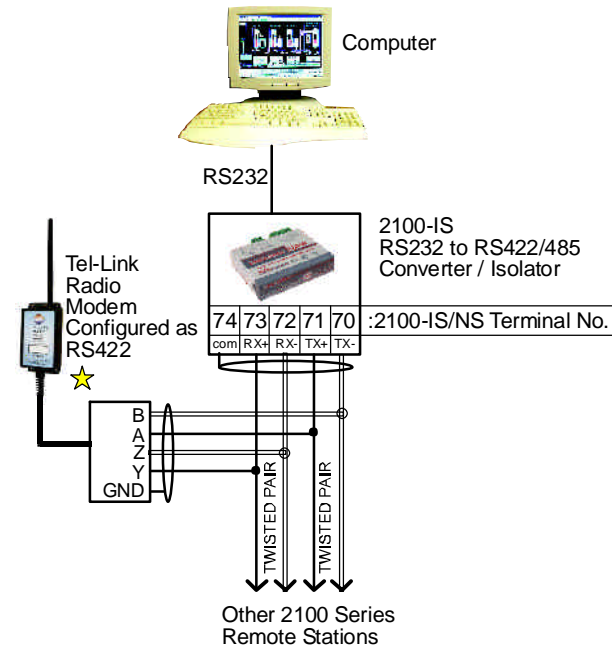 Computer
RS232
2100-IS
RS232 to RS422/485
Converter / Isolator
Tel-Link
Radio
Modem
Configured as
RS422
74 73 72 71 70 :2100-IS/NS Terminal No.
com RX+ RX- TX+ TX-
B
A
Z
Y
GND
TWISTED PAIR
TWISTED PAIR
Other 2100 Series
Remote Stations